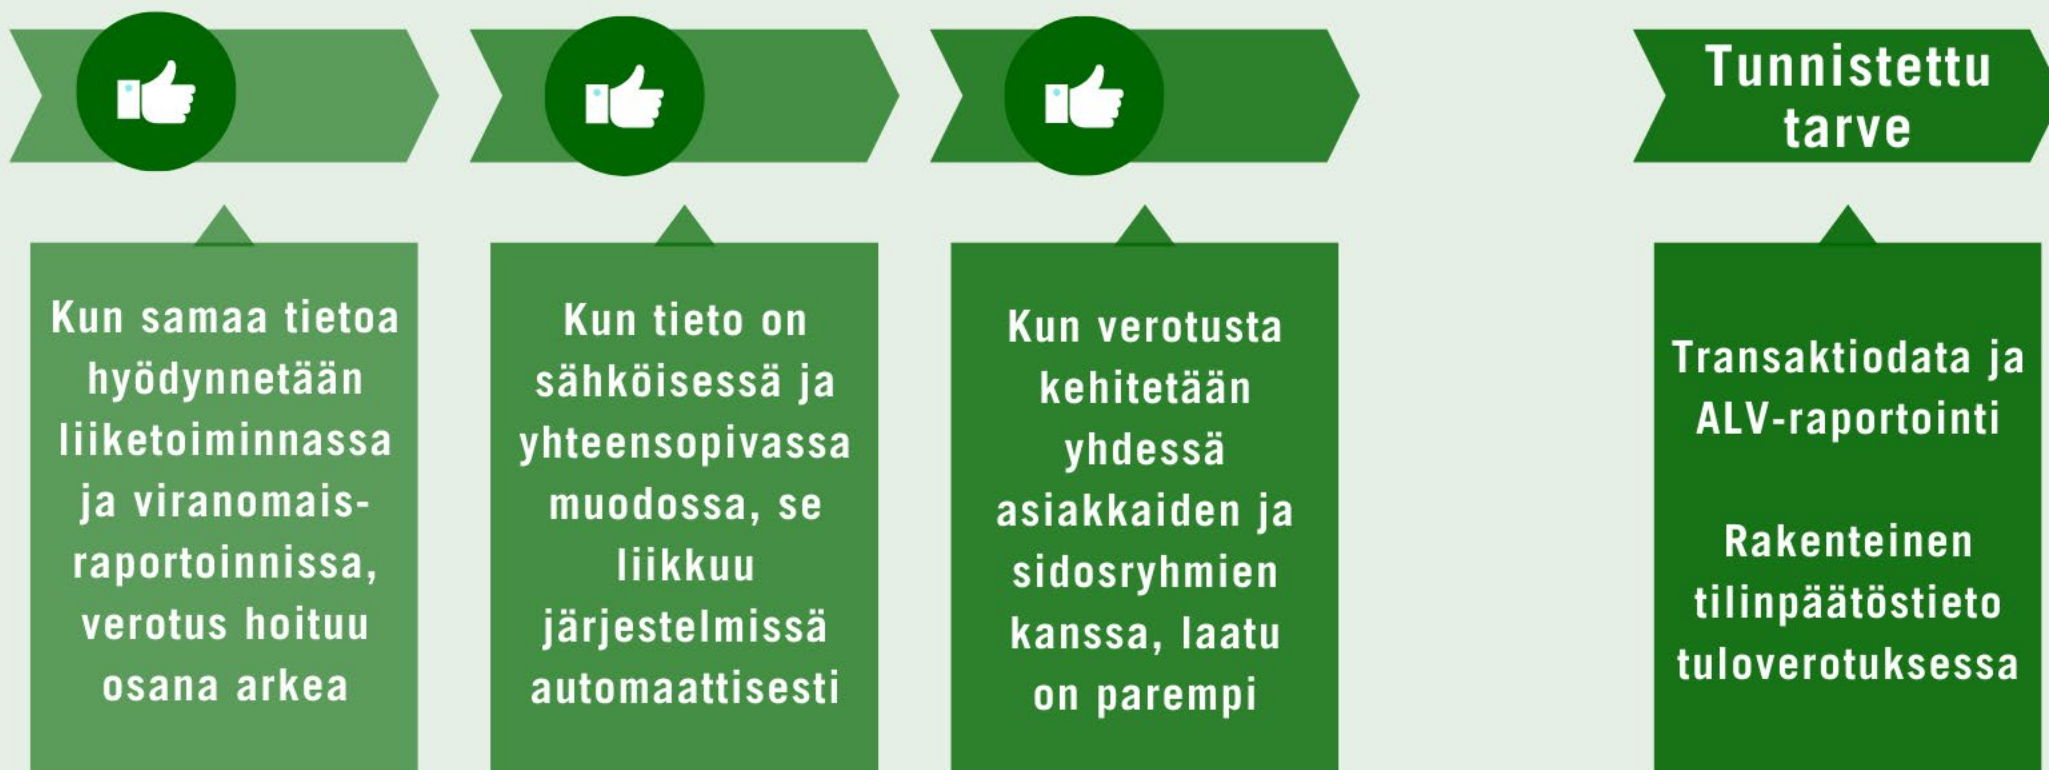 Kun samaa tietoa
hyödynnetään
liiketoiminnassa
ja viranomais-
raportoinnissa,
verotus hoituu
osana arkea
Kun tieto on
sähköisessä ja
yhteensopivassa
muodossa, se
liikkuu
järjestelmissä
automaattisesti
Kun verotusta
kehitetään
yhdessä
asiakkaiden ja
sidosryhmien
kanssa, laatu
on parempi
Tunnistettu
tarve
Transaktiodata ja
ALV-raportointi
Rakenteinen
tilinpäätöstieto
tuloverotuksessa